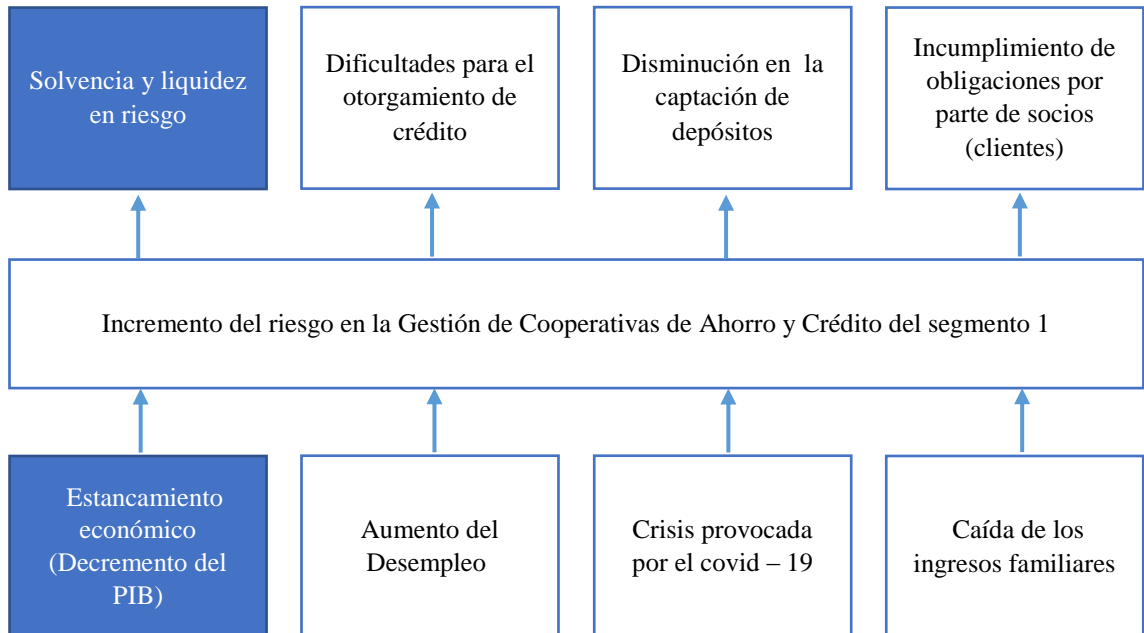 Solvencia y liquidez
en riesgo
Dificultades para el
otorgamiento de
crédito
Disminución en la
captación de
depósitos
Incumplimiento de
obligaciones por
parte de socios
(clientes)
Incremento del riesgo en la Gestión de Cooperativas de Ahorro y Crédito del segmento 1
Estancamiento
económico
(Decremento del
PIB)
Aumento del
Desempleo
Crisis provocada
por el covid – 19
Caída de los
ingresos familiares